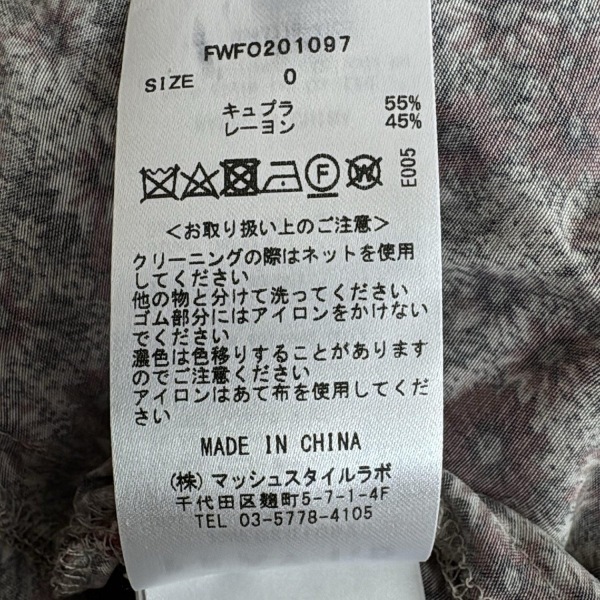 FWFO201097
SIZE 0
キュプラ 55%
レーヨン 45%
F W
E005
＜お取り扱い上のご注意＞
クリーニングの際はネットを使用
してください
他の物と分けて洗ってください
ゴム部分にはアイロンをかけない
でください
濃色は色移りすることがあります
のでご注意ください
アイロンはあて布を使用してくだ
さい
MADE IN CHINA
(株) マッシュスタイルラボ
千代田区麹町5-7-1-4F
TEL 03-5778-4105